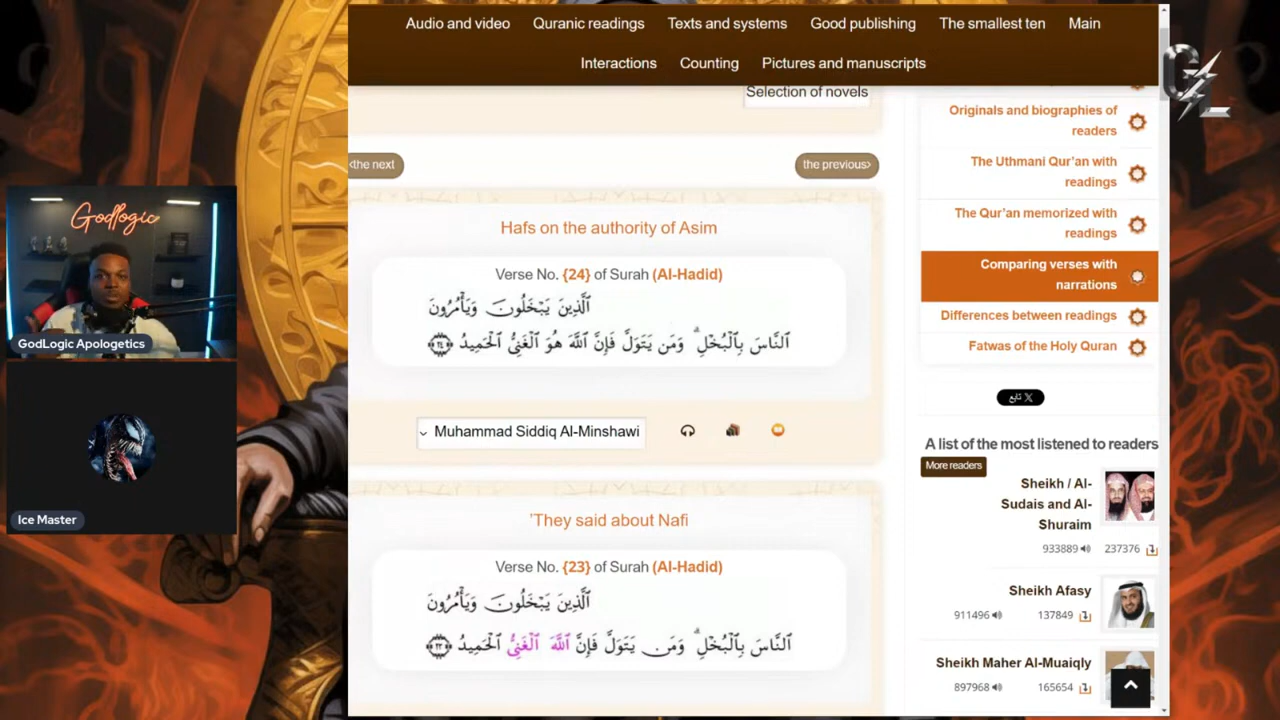 Audio and video
Quranic readings
Texts and systems
Good publishing
The smallest ten
Main
Interactions
Counting
Pictures and manuscripts
GL
Selection of novels
‹the next
the previous›
Hafs on the authority of Asim
Verse No. {24} of Surah (Al-Hadid)
ٱلَّذِينَ يَبۡخَلُونَ وَيَأۡمُرُونَ
ٱلنَّاسَ بِٱلۡبُخۡلِۗ وَمَن يَتَوَلَّ فَإِنَّ ٱللَّهَ هُوَ ٱلۡغَنِيُّ ٱلۡحَمِيدُ ٢٤
Muhammad Siddiq Al-Minshawi
'They said about Nafi
Verse No. {23} of Surah (Al-Hadid)
ٱلَّذِينَ يَبۡخَلُونَ وَيَأۡمُرُونَ
ٱلنَّاسَ بِٱلۡبُخۡلِۗ وَمَن يَتَوَلَّ فَإِنَّ ٱللَّهَ ٱلۡغَنِيُّ ٱلۡحَمِيدُ ٢٣
Originals and biographies of
readers
The Uthmani Qur'an with
readings
The Qur'an memorized with
readings
Comparing verses with
narrations
Differences between readings
Fatwas of the Holy Quran
تابع X
A list of the most listened to readers
More readers
Sheikh / Al-
Sudais and Al-
Shuraim
933889
237376
Sheikh Afasy
911496
137849
Sheikh Maher Al-Muaiqly
897968
165654
Godlogic
GodLogic Apologetics
Ice Master